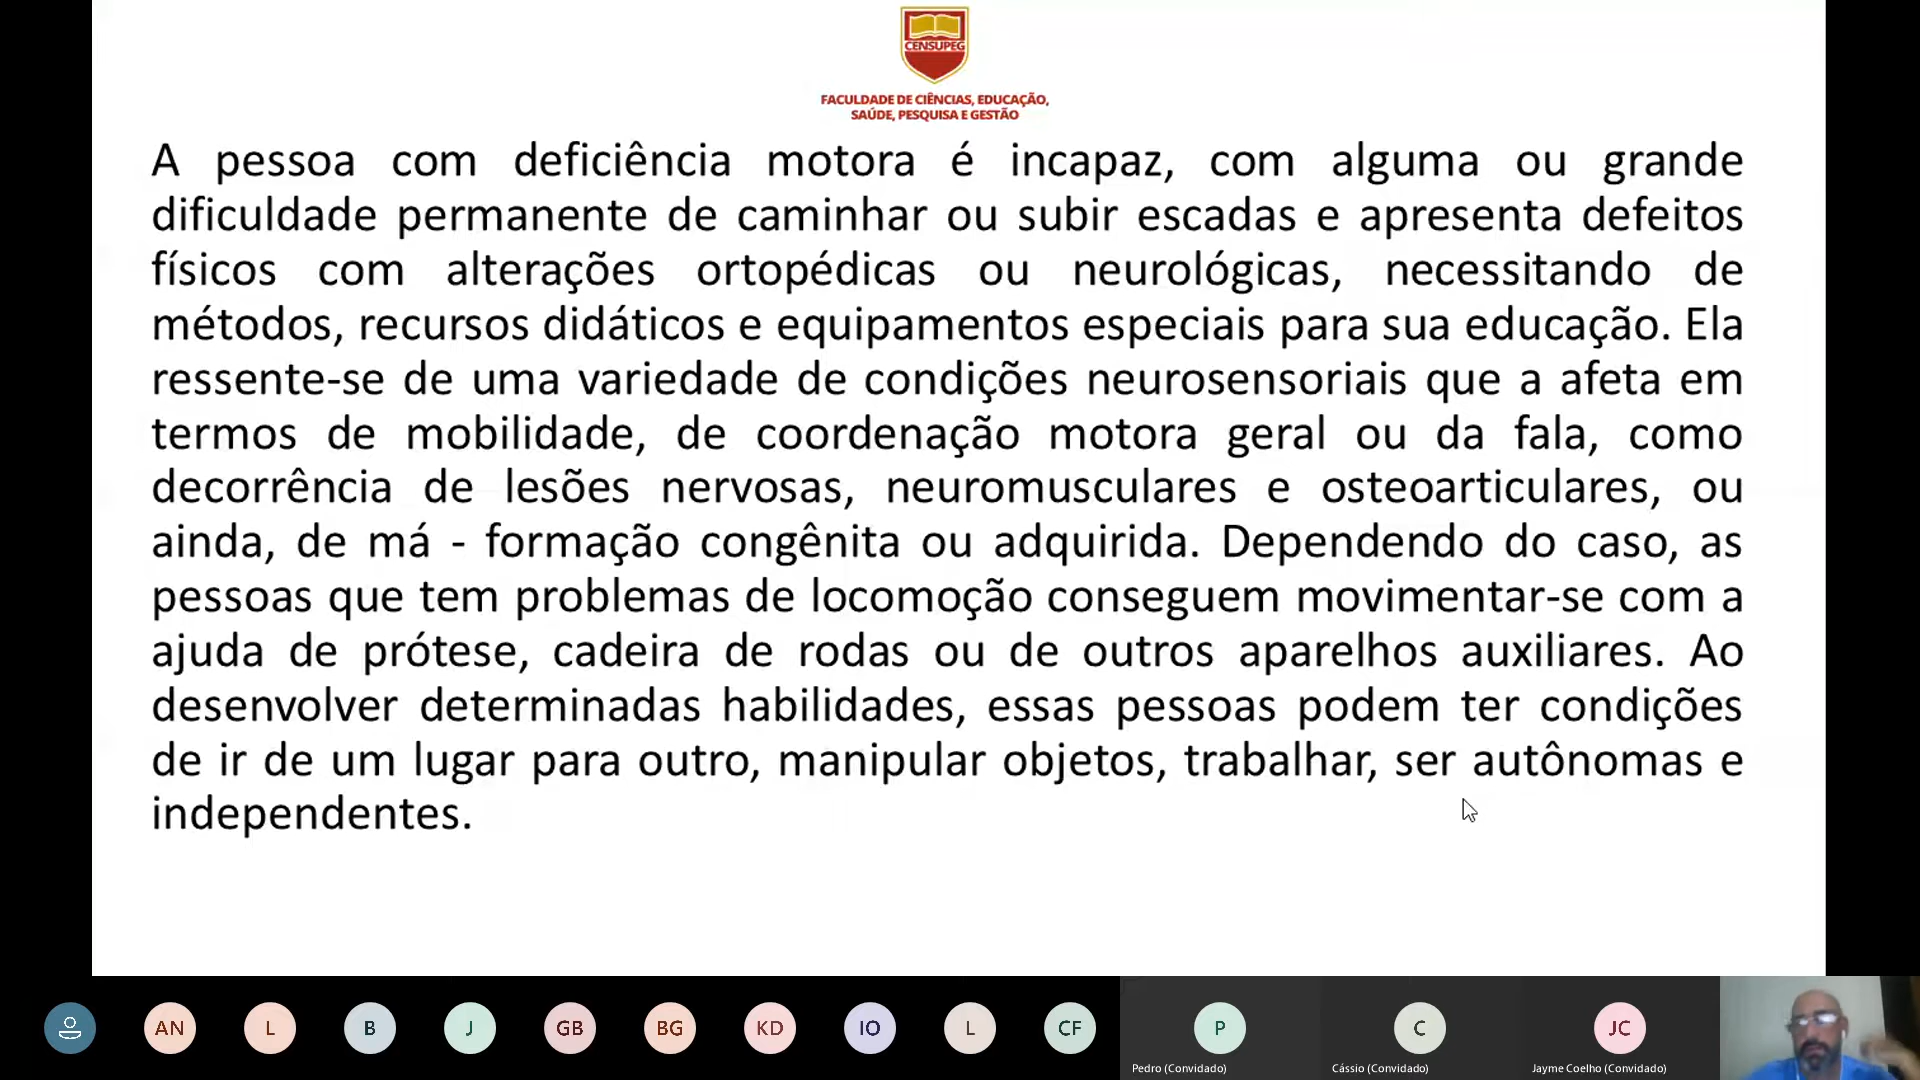 CENSUPEG
FACULDADE DE CIÊNCIAS, EDUCAÇÃO,
SAÚDE, PESQUISA E GESTÃO
A pessoa com deficiência motora é incapaz, com alguma ou grande
dificuldade permanente de caminhar ou subir escadas e apresenta defeitos
físicos com alterações ortopédicas ou neurológicas, necessitando de
métodos, recursos didáticos e equipamentos especiais para sua educação. Ela
ressente-se de uma variedade de condições neurosensoriais que a afeta em
termos de mobilidade, de coordenação motora geral ou da fala, como
decorrência de lesões nervosas, neuromusculares e osteoarticulares, ou
ainda, de má - formação congênita ou adquirida. Dependendo do caso, as
pessoas que tem problemas de locomoção conseguem movimentar-se com a
ajuda de prótese, cadeira de rodas ou de outros aparelhos auxiliares. Ao
desenvolver determinadas habilidades, essas pessoas podem ter condições
de ir de um lugar para outro, manipular objetos, trabalhar, ser autônomas e
independentes.
AN L B J GB BG KD IO L CF P C JC
Pedro (Convidado) Cássio (Convidado) Jayme Coelho (Convidado)